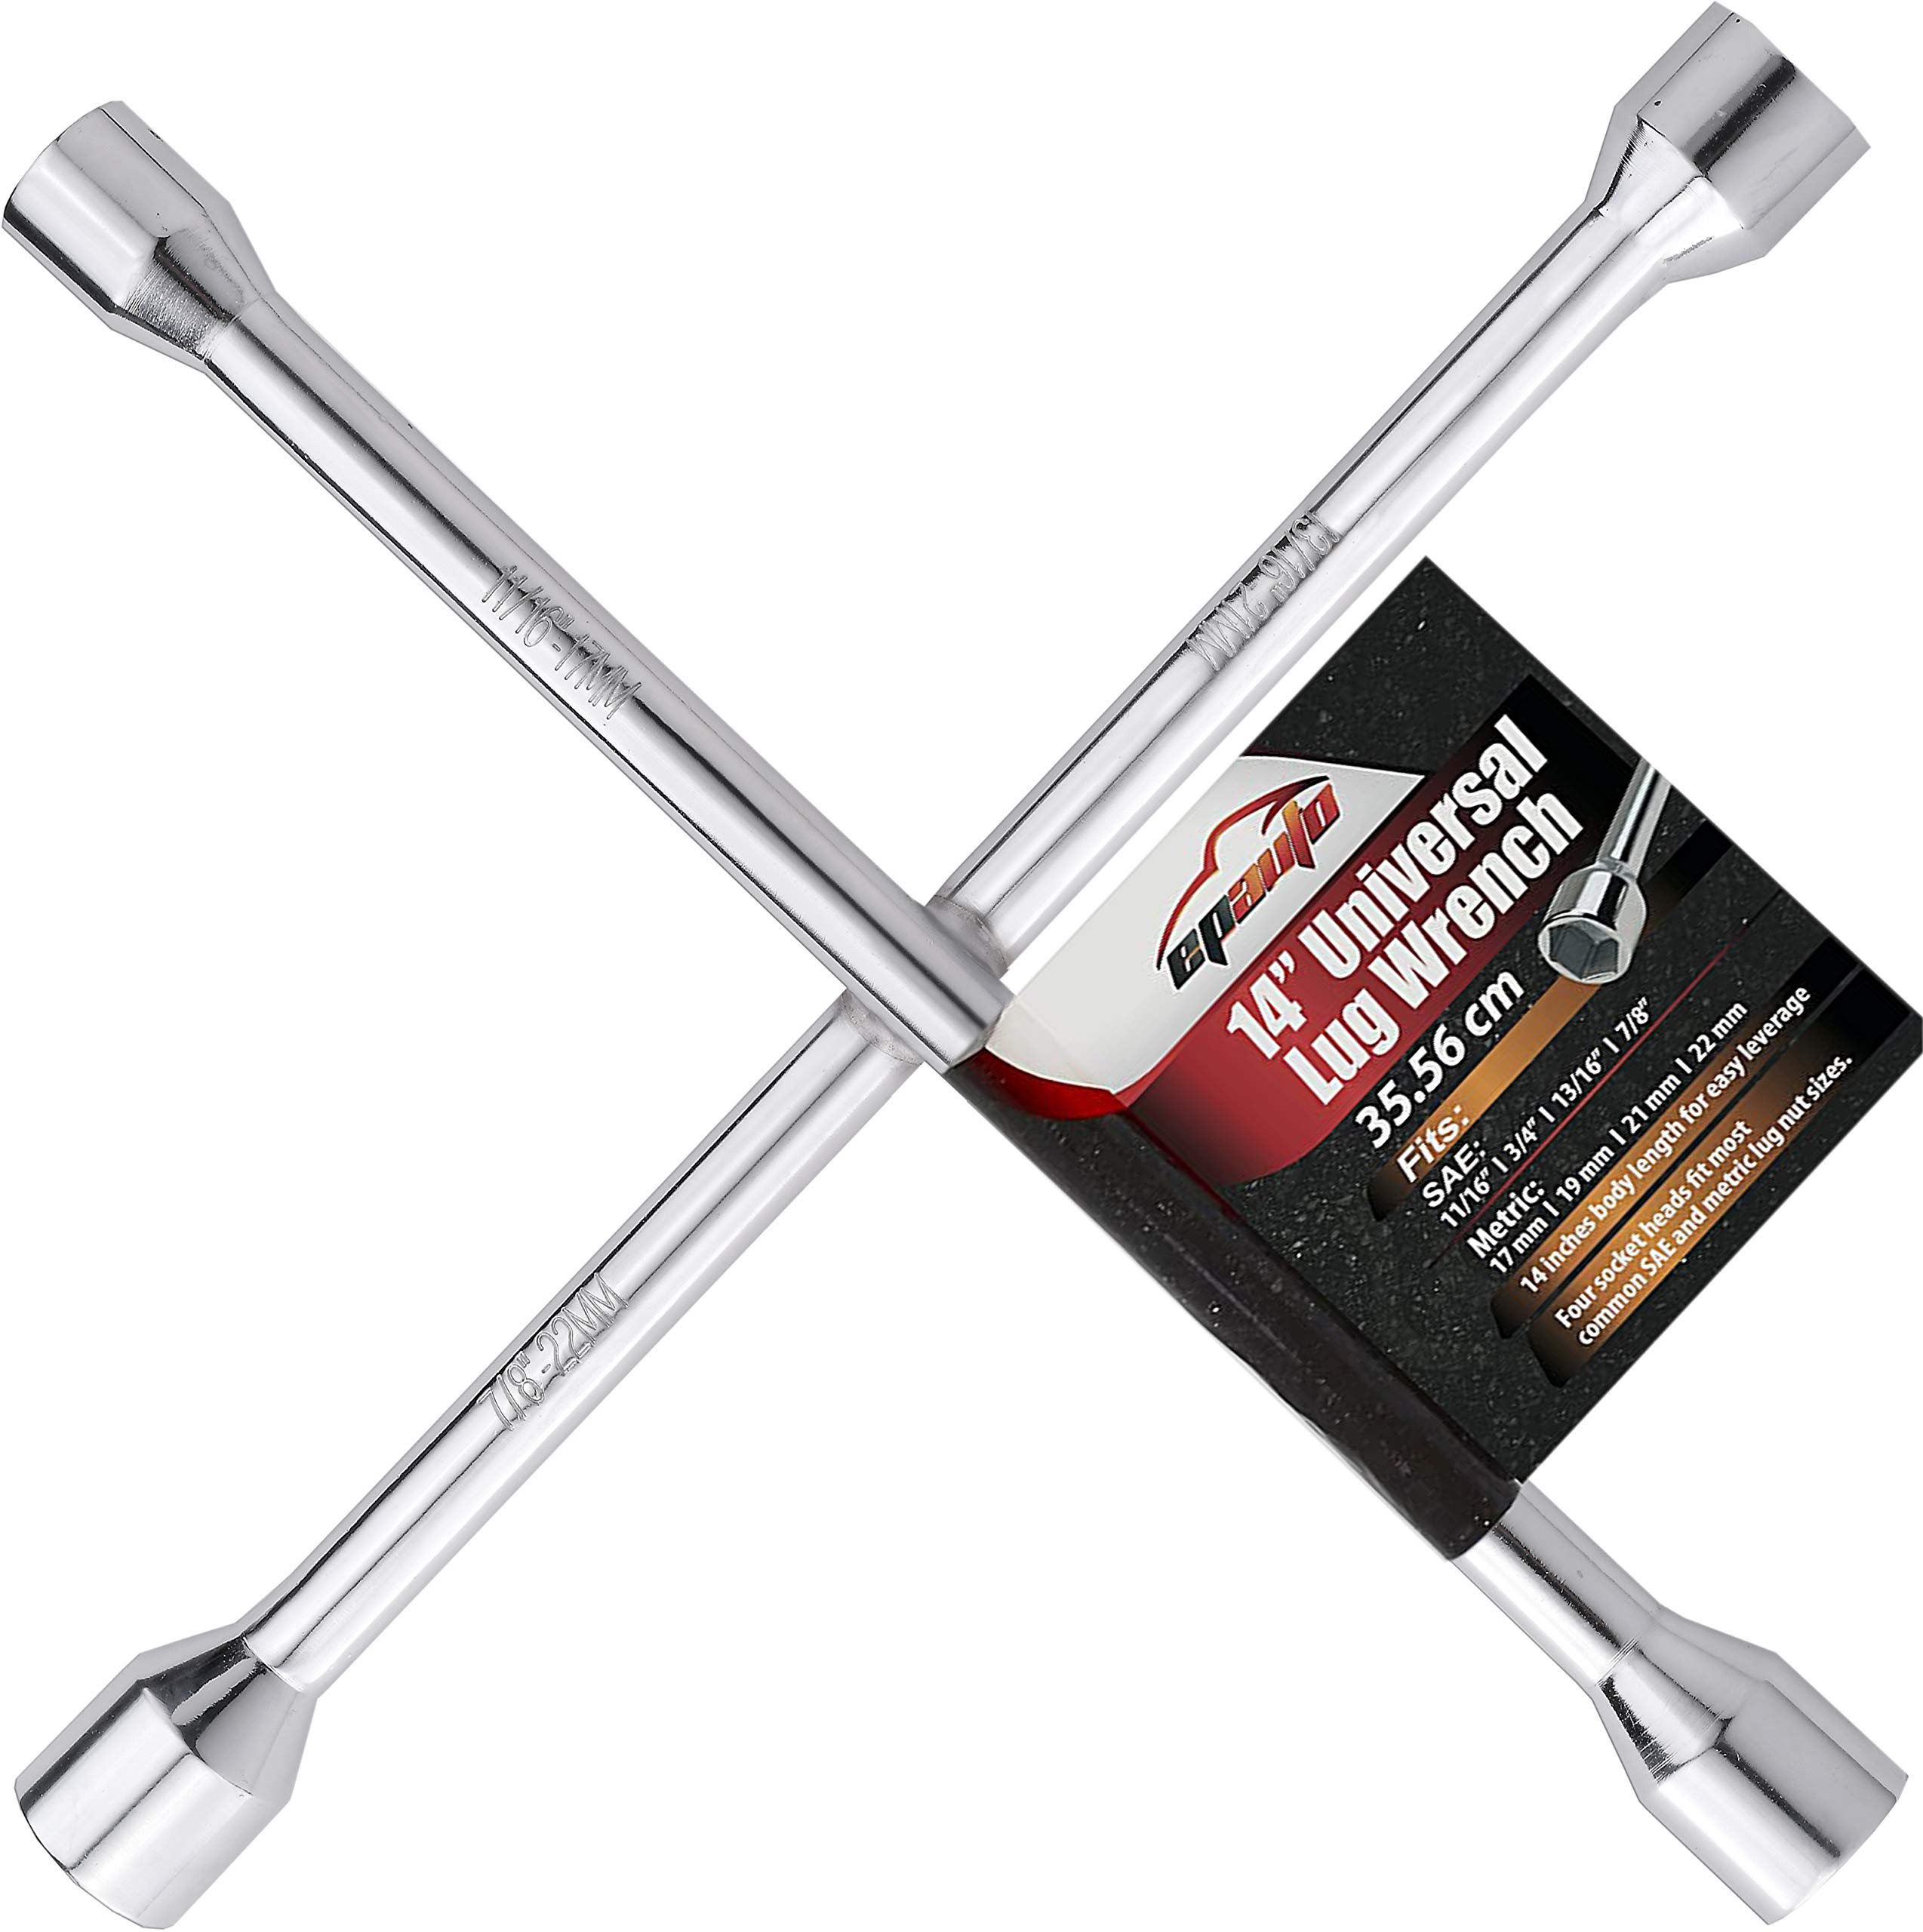 11/16"-17MM
13/16"-21MM
epauto
14” Universal
Lug Wrench
35.56 cm
Fits:
SAE:
11/16” I 3/4” I 13/16” I 7/8”
Metric:
17 mm I 19 mm I 21 mm I 22 mm
14 inches body length for easy leverage
Four socket heads fit most
common SAE and metric lug nut sizes.
7/8"-22MM